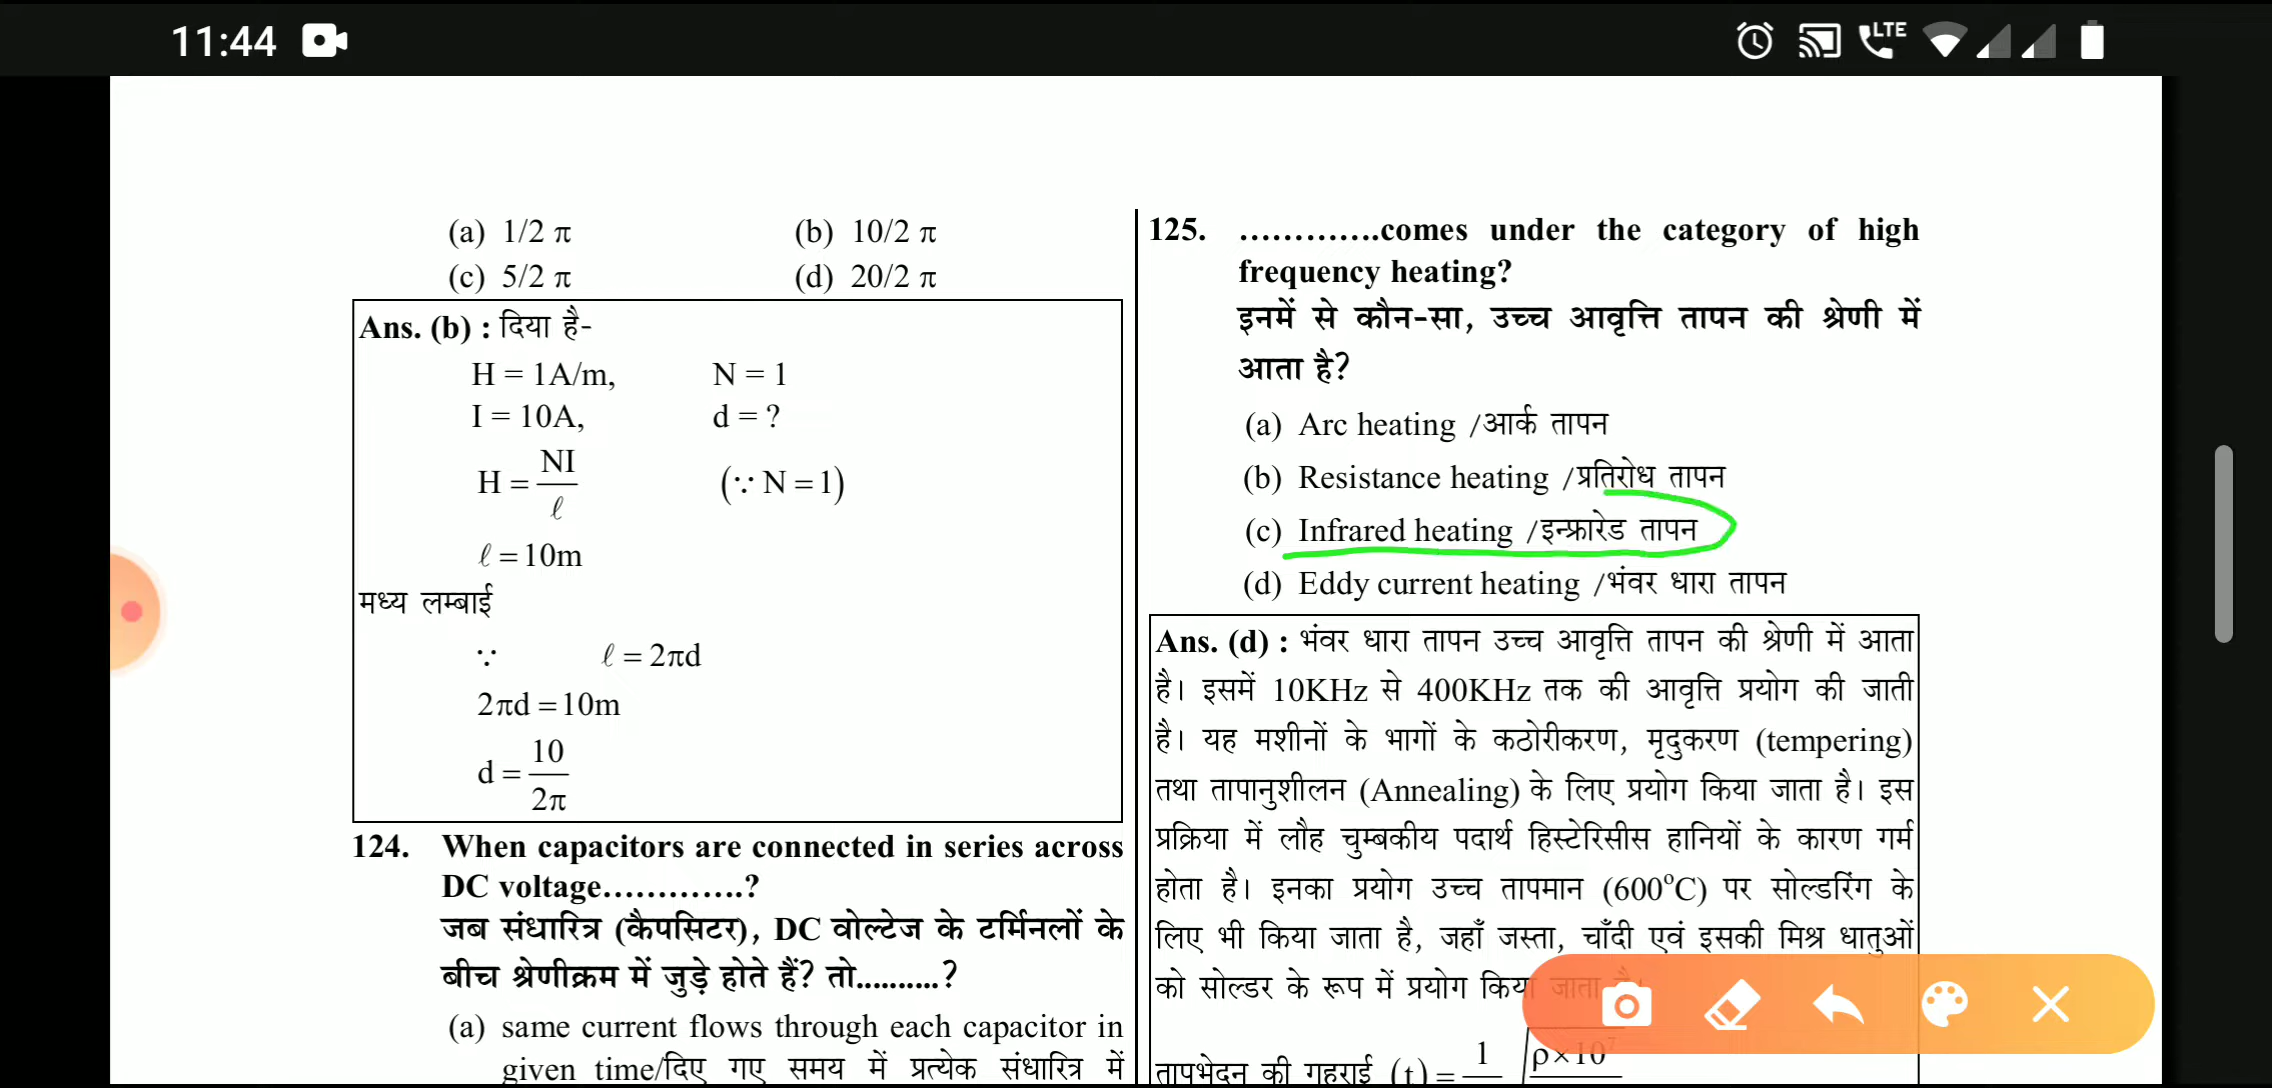 11:44
LTE
(a) 1/2 π (b) 10/2 π
(c) 5/2 π (d) 20/2 π
Ans. (b) : दिया है-
H = 1A/m, N = 1
I = 10A, d = ?
H = NI/ℓ (∵ N = 1)
ℓ = 10m
मध्य लम्बाई
∵ ℓ = 2πd
2πd = 10m
d = 10/2π
124. When capacitors are connected in series across
DC voltage.............?
जब संधारित्र (कैपसिटर), DC वोल्टेज के टर्मिनलों के
बीच श्रेणीक्रम में जुड़े होते हैं? तो..........?
(a) same current flows through each capacitor in
given time/दिए गए समय में प्रत्येक संधारित्र में
125. .............comes under the category of high
frequency heating?
इनमें से कौन-सा, उच्च आवृत्ति तापन की श्रेणी में
आता है?
(a) Arc heating /आर्क तापन
(b) Resistance heating /प्रतिरोध तापन
(c) Infrared heating /इन्फ्रारेड तापन
(d) Eddy current heating /भंवर धारा तापन
Ans. (d) : भंवर धारा तापन उच्च आवृत्ति तापन की श्रेणी में आता
है। इसमें 10KHz से 400KHz तक की आवृत्ति प्रयोग की जाती
है। यह मशीनों के भागों के कठोरीकरण, मृदुकरण (tempering)
तथा तापानुशीलन (Annealing) के लिए प्रयोग किया जाता है। इस
प्रक्रिया में लौह चुम्बकीय पदार्थ हिस्टेरिसीस हानियों के कारण गर्म
होता है। इनका प्रयोग उच्च तापमान (600°C) पर सोल्डरिंग के
लिए भी किया जाता है, जहाँ जस्ता, चाँदी एवं इसकी मिश्र धातुओं
को सोल्डर के रूप में प्रयोग किया जाता है।
तापभेदन की गहराई (t) = 1 √ρ×10⁷